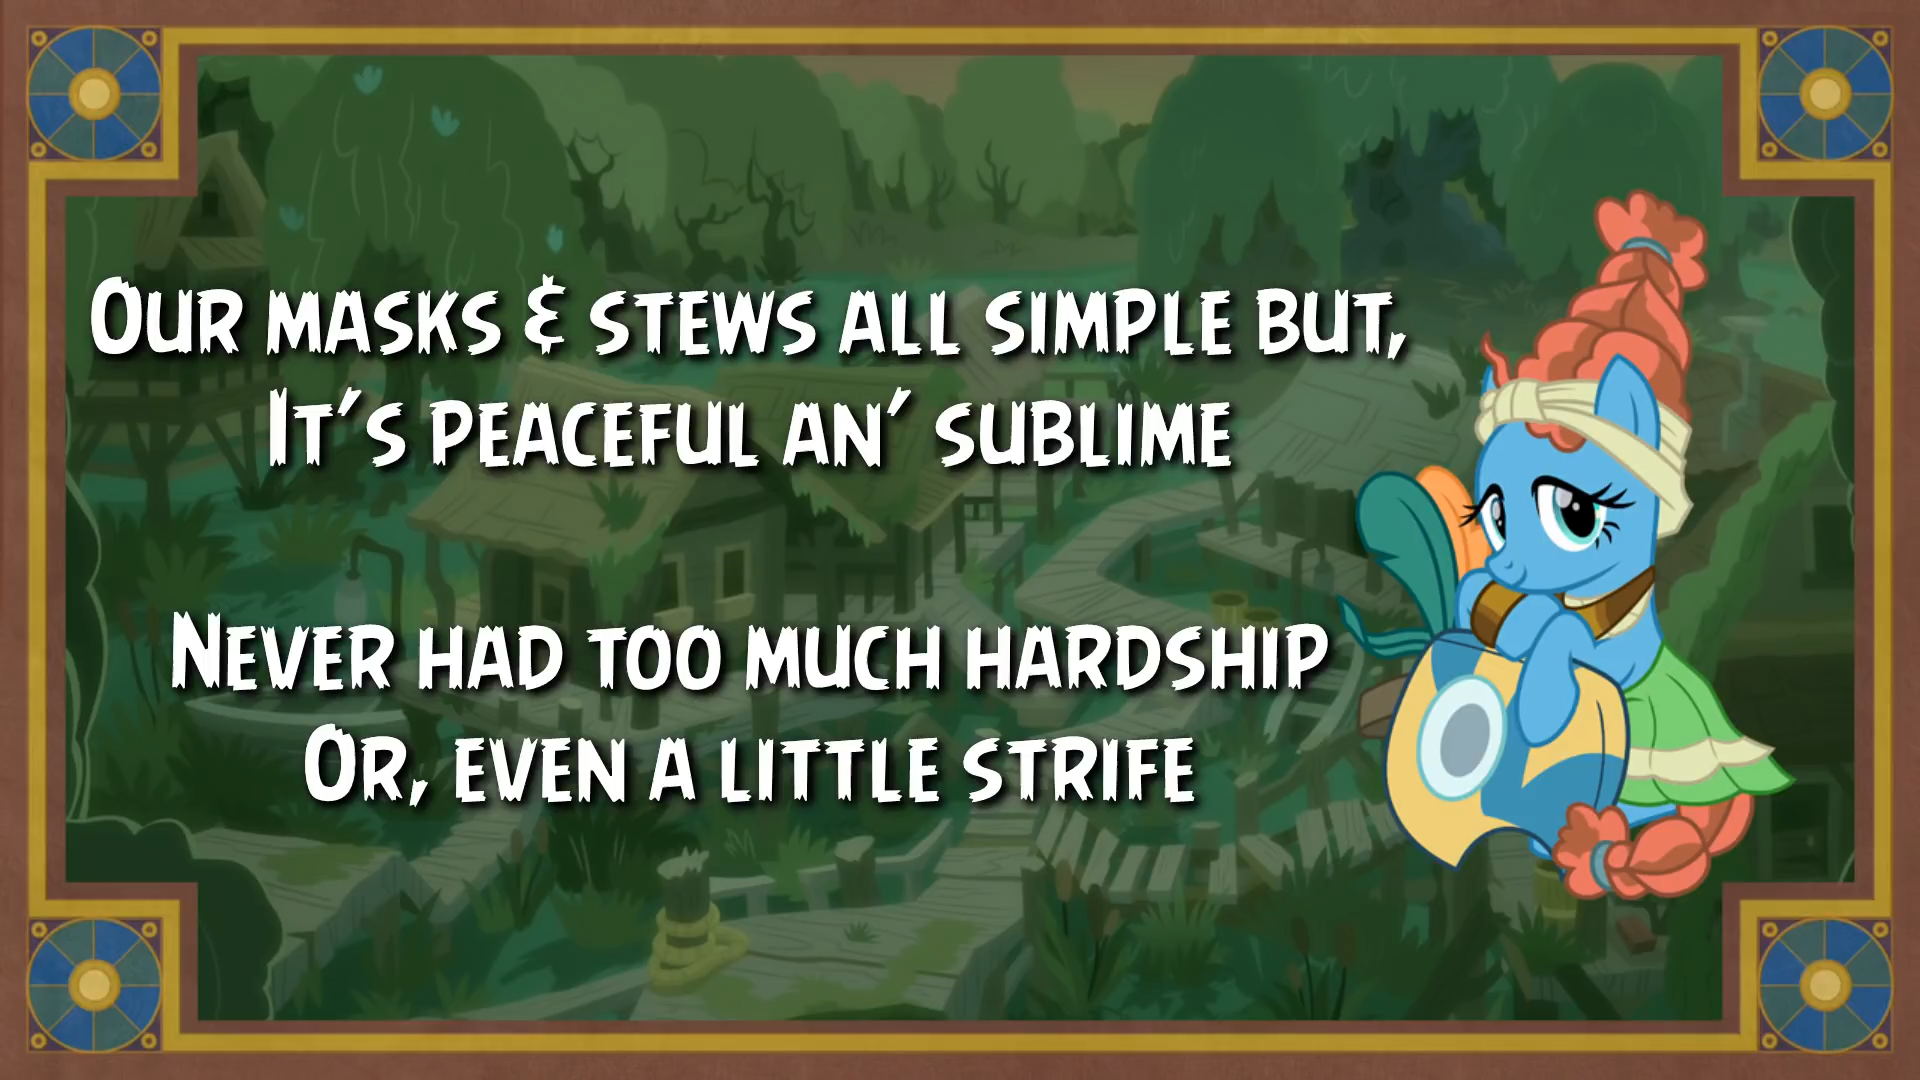 Our masks & stews all simple but,
It's peaceful an' sublime
Never had too much hardship
Or, even a little strife